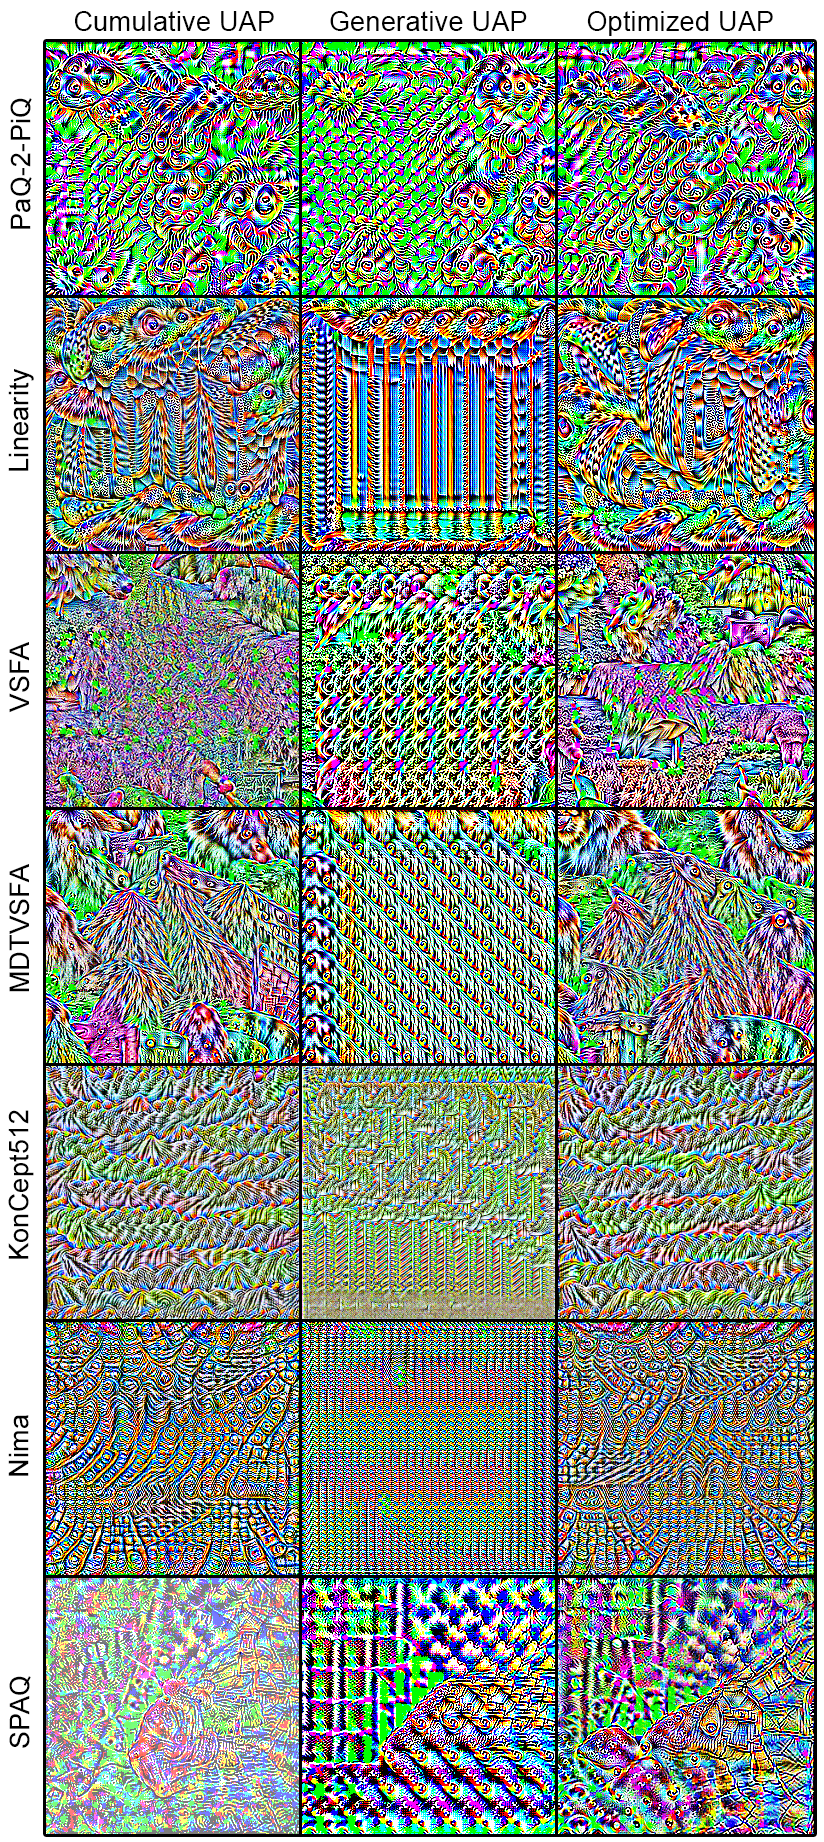 Cumulative UAP Generative UAP Optimized UAP
PaQ-2-PiQ
Linearity
VSFA
MDTVSFA
KonCept512
Nima
SPAQ